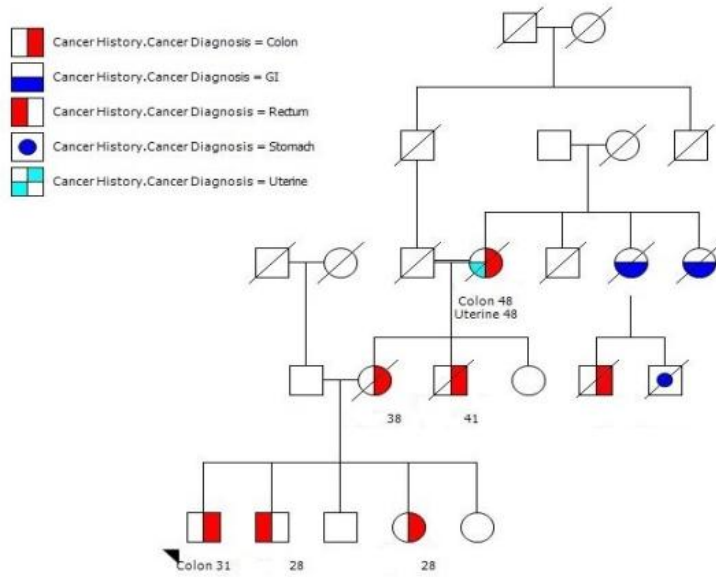 Cancer History.Cancer Diagnosis = Colon
Cancer History.Cancer Diagnosis = GI
Cancer History.Cancer Diagnosis = Rectum
Cancer History.Cancer Diagnosis = Stomach
Cancer History.Cancer Diagnosis = Uterine
Colon 48
Uterine 48
38 41
Colon 31 28 28